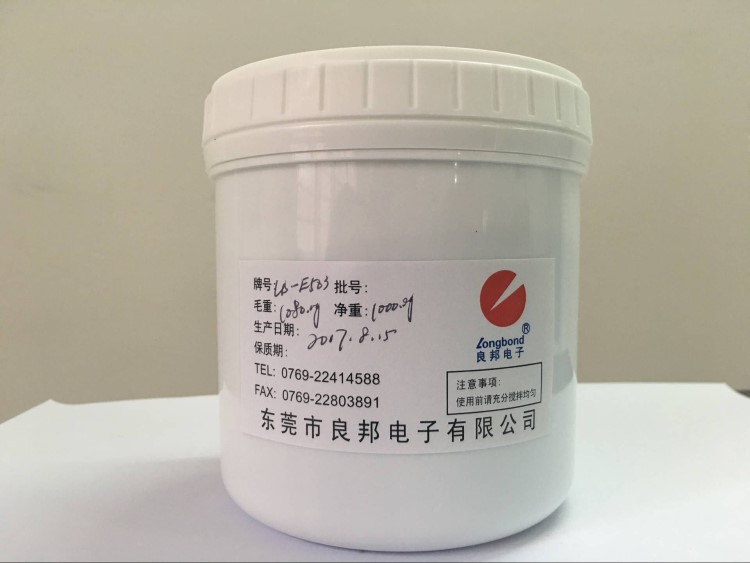 牌号:LB-E503 批号:
毛重:1080.0g 净重:1000.0g
生产日期: 2017.8.15
保质期:
TEL: 0769-22414588
FAX: 0769-22803891
Longbond®
良邦电子
注意事项:
使用前请充分搅拌均匀
东莞市良邦电子有限公司